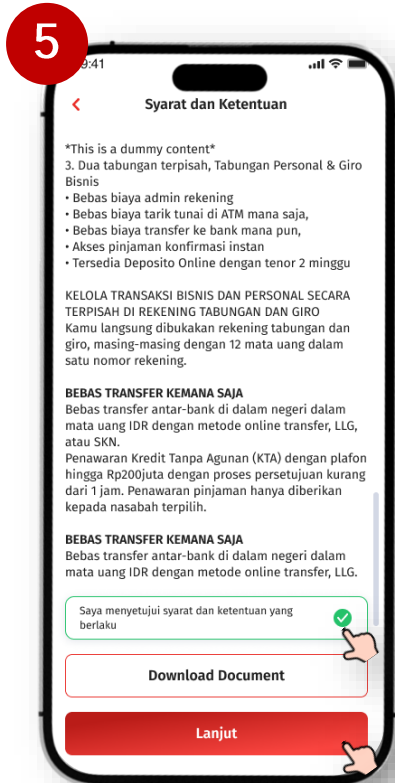 5
9:41
Syarat dan Ketentuan
*This is a dummy content*
3. Dua tabungan terpisah, Tabungan Personal & Giro
Bisnis
• Bebas biaya admin rekening
• Bebas biaya tarik tunai di ATM mana saja,
• Bebas biaya transfer ke bank mana pun,
• Akses pinjaman konfirmasi instan
• Tersedia Deposito Online dengan tenor 2 minggu
KELOLA TRANSAKSI BISNIS DAN PERSONAL SECARA
TERPISAH DI REKENING TABUNGAN DAN GIRO
Kamu langsung dibukakan rekening tabungan dan
giro, masing-masing dengan 12 mata uang dalam
satu nomor rekening.
BEBAS TRANSFER KEMANA SAJA
Bebas transfer antar-bank di dalam negeri dalam
mata uang IDR dengan metode online transfer, LLG,
atau SKN.
Penawaran Kredit Tanpa Agunan (KTA) dengan plafon
hingga Rp200juta dengan proses persetujuan kurang
dari 1 jam. Penawaran pinjaman hanya diberikan
kepada nasabah terpilih.
BEBAS TRANSFER KEMANA SAJA
Bebas transfer antar-bank di dalam negeri dalam
mata uang IDR dengan metode online transfer, LLG.
Saya menyetujui syarat dan ketentuan yang
berlaku
Download Document
Lanjut